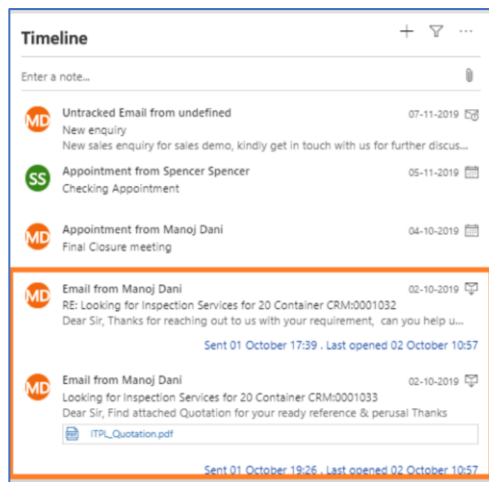 Timeline
Enter a note...
MD
Untracked Email from undefined
07-11-2019
New enquiry
New sales enquiry for sales demo, kindly get in touch with us for further discus...
SS
Appointment from Spencer Spencer
05-11-2019
Checking Appointment
MD
Appointment from Manoj Dani
04-10-2019
Final Closure meeting
MD
Email from Manoj Dani
02-10-2019
RE: Looking for Inspection Services for 20 Container CRM:0001032
Dear Sir, Thanks for reaching out to us with your requirement, can you help u...
Sent 01 October 17:39 . Last opened 02 October 10:57
MD
Email from Manoj Dani
02-10-2019
Looking for Inspection Services for 20 Container CRM:0001033
Dear Sir, Find attached Quotation for your ready reference & perusal Thanks
ITPL_Quotation.pdf
Sent 01 October 19:26 . Last opened 02 October 10:57